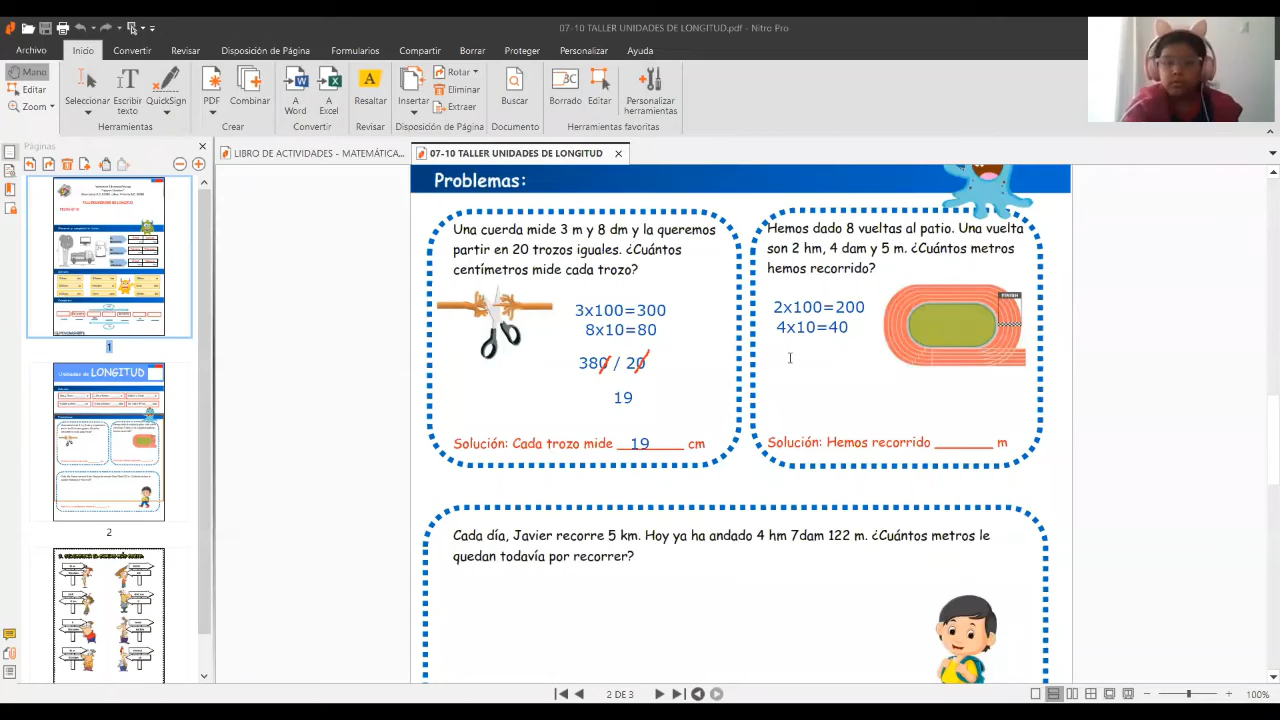 07-10 TALLER UNIDADES DE LONGITUD.pdf - Nitro Pro
Archivo Inicio Convertir Revisar Disposición de Página Formularios Compartir Borrar Proteger Personalizar Ayuda
Mano
Editar
Zoom
Seleccionar
Escribir texto
QuickSign
Herramientas
PDF
Combinar
Crear
A Word
A Excel
Convertir
A
Resaltar
Revisar
Insertar
Rotar
Eliminar
Extraer
Disposición de Página
Buscar
Documento
Borrado
Editar
Personalizar herramientas
Herramientas favoritas
Páginas
LIBRO DE ACTIVIDADES - MATEMÁTICA...
07-10 TALLER UNIDADES DE LONGITUD
1
Unidades de LONGITUD
2
Problemas:
Una cuerda mide 3 m y 8 dm y la queremos
partir en 20 trozos iguales. ¿Cuántos
centímetros mide cada trozo?
3x100=300
8x10=80
380 / 20
19
Solución: Cada trozo mide 19 cm
Hemos dado 8 vueltas al patio. Una vuelta
son 2 hm, 4 dam y 5 m. ¿Cuántos metros
hemos recorrido?
2x100=200
4x10=40
FINISH
Solución: Hemos recorrido ________ m
Cada día, Javier recorre 5 km. Hoy ya ha andado 4 hm 7dam 122 m. ¿Cuántos metros le
quedan todavía por recorrer?
2 DE 3
100%